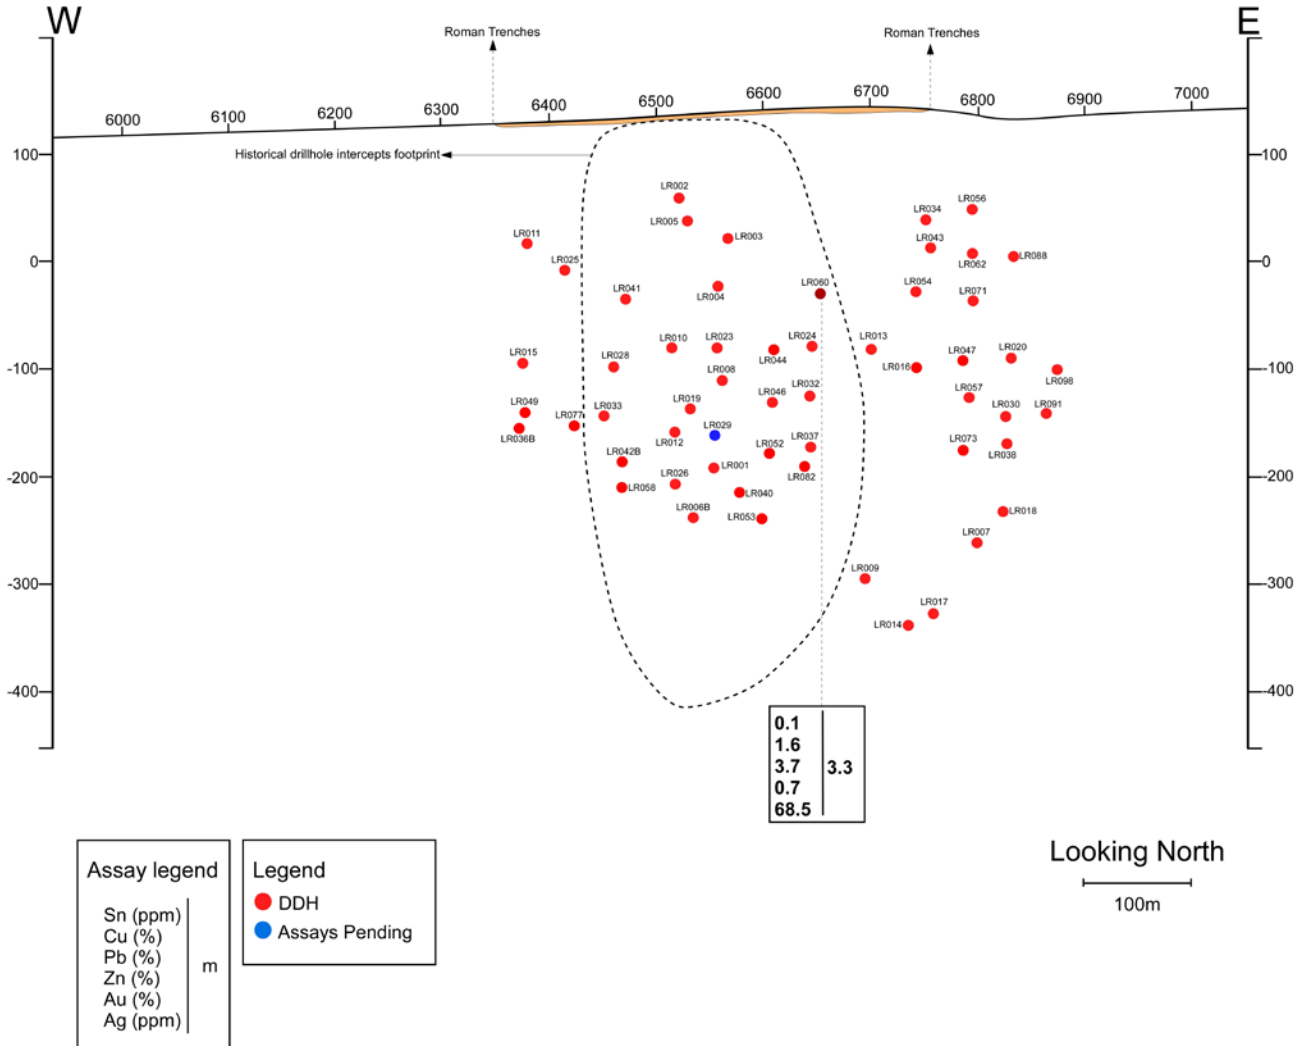 W
E
Roman Trenches
Roman Trenches
6000
6100
6200
6300
6400
6500
6600
6700
6800
6900
7000
100
100
Historical drillhole intercepts footprint
LR002
LR056
LR034
LR005
LR003
LR011
LR043
0
0
LR025
LR062
LR088
LR041
LR004
LR060
LR054
LR071
LR010
LR023
LR024
LR013
LR015
LR028
LR044
LR016
LR047
LR020
-100
-100
LR008
LR098
LR032
LR046
LR057
LR049
LR077
LR033
LR019
LR030
LR091
LR036B
LR012
LR029
LR052
LR037
LR073
LR038
LR042B
LR001
LR082
-200
-200
LR058
LR026
LR040
LR006B
LR053
LR018
LR007
LR009
-300
-300
LR017
LR014
-400
-400
0.1
1.6
3.7
0.7
68.5
3.3
Assay legend
Sn (ppm)
Cu (%)
Pb (%)
Zn (%)
Au (%)
Ag (ppm)
m
Legend
DDH
Assays Pending
Looking North
100m